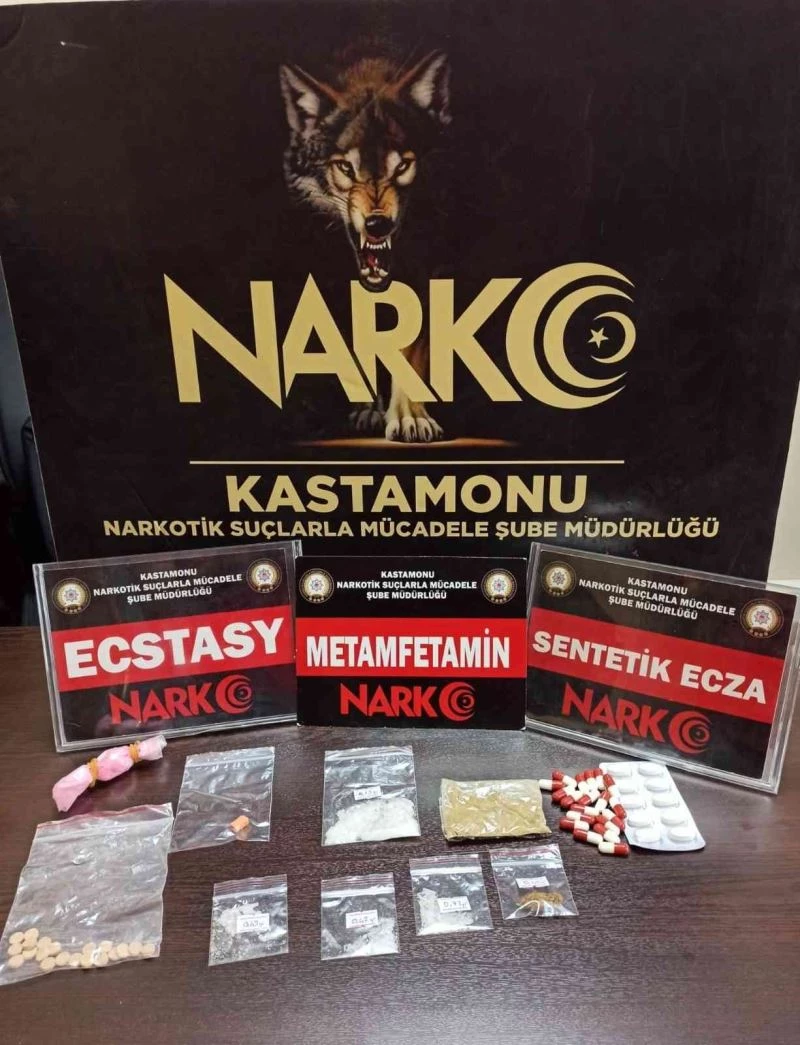 NARKO
KASTAMONU
NARKOTİK SUÇLARLA MÜCADELE ŞUBE MÜDÜRLÜĞÜ
KASTAMONU
NARKOTİK SUÇLARLA MÜCADELE
ŞUBE MÜDÜRLÜĞÜ
ECSTASY
NARKO
KASTAMONU
NARKOTİK SUÇLARLA MÜCADELE
ŞUBE MÜDÜRLÜĞÜ
METAMFETAMİN
NARKO
KASTAMONU
NARKOTİK SUÇLARLA MÜCADELE
ŞUBE MÜDÜRLÜĞÜ
SENTETİK ECZA
NARKO